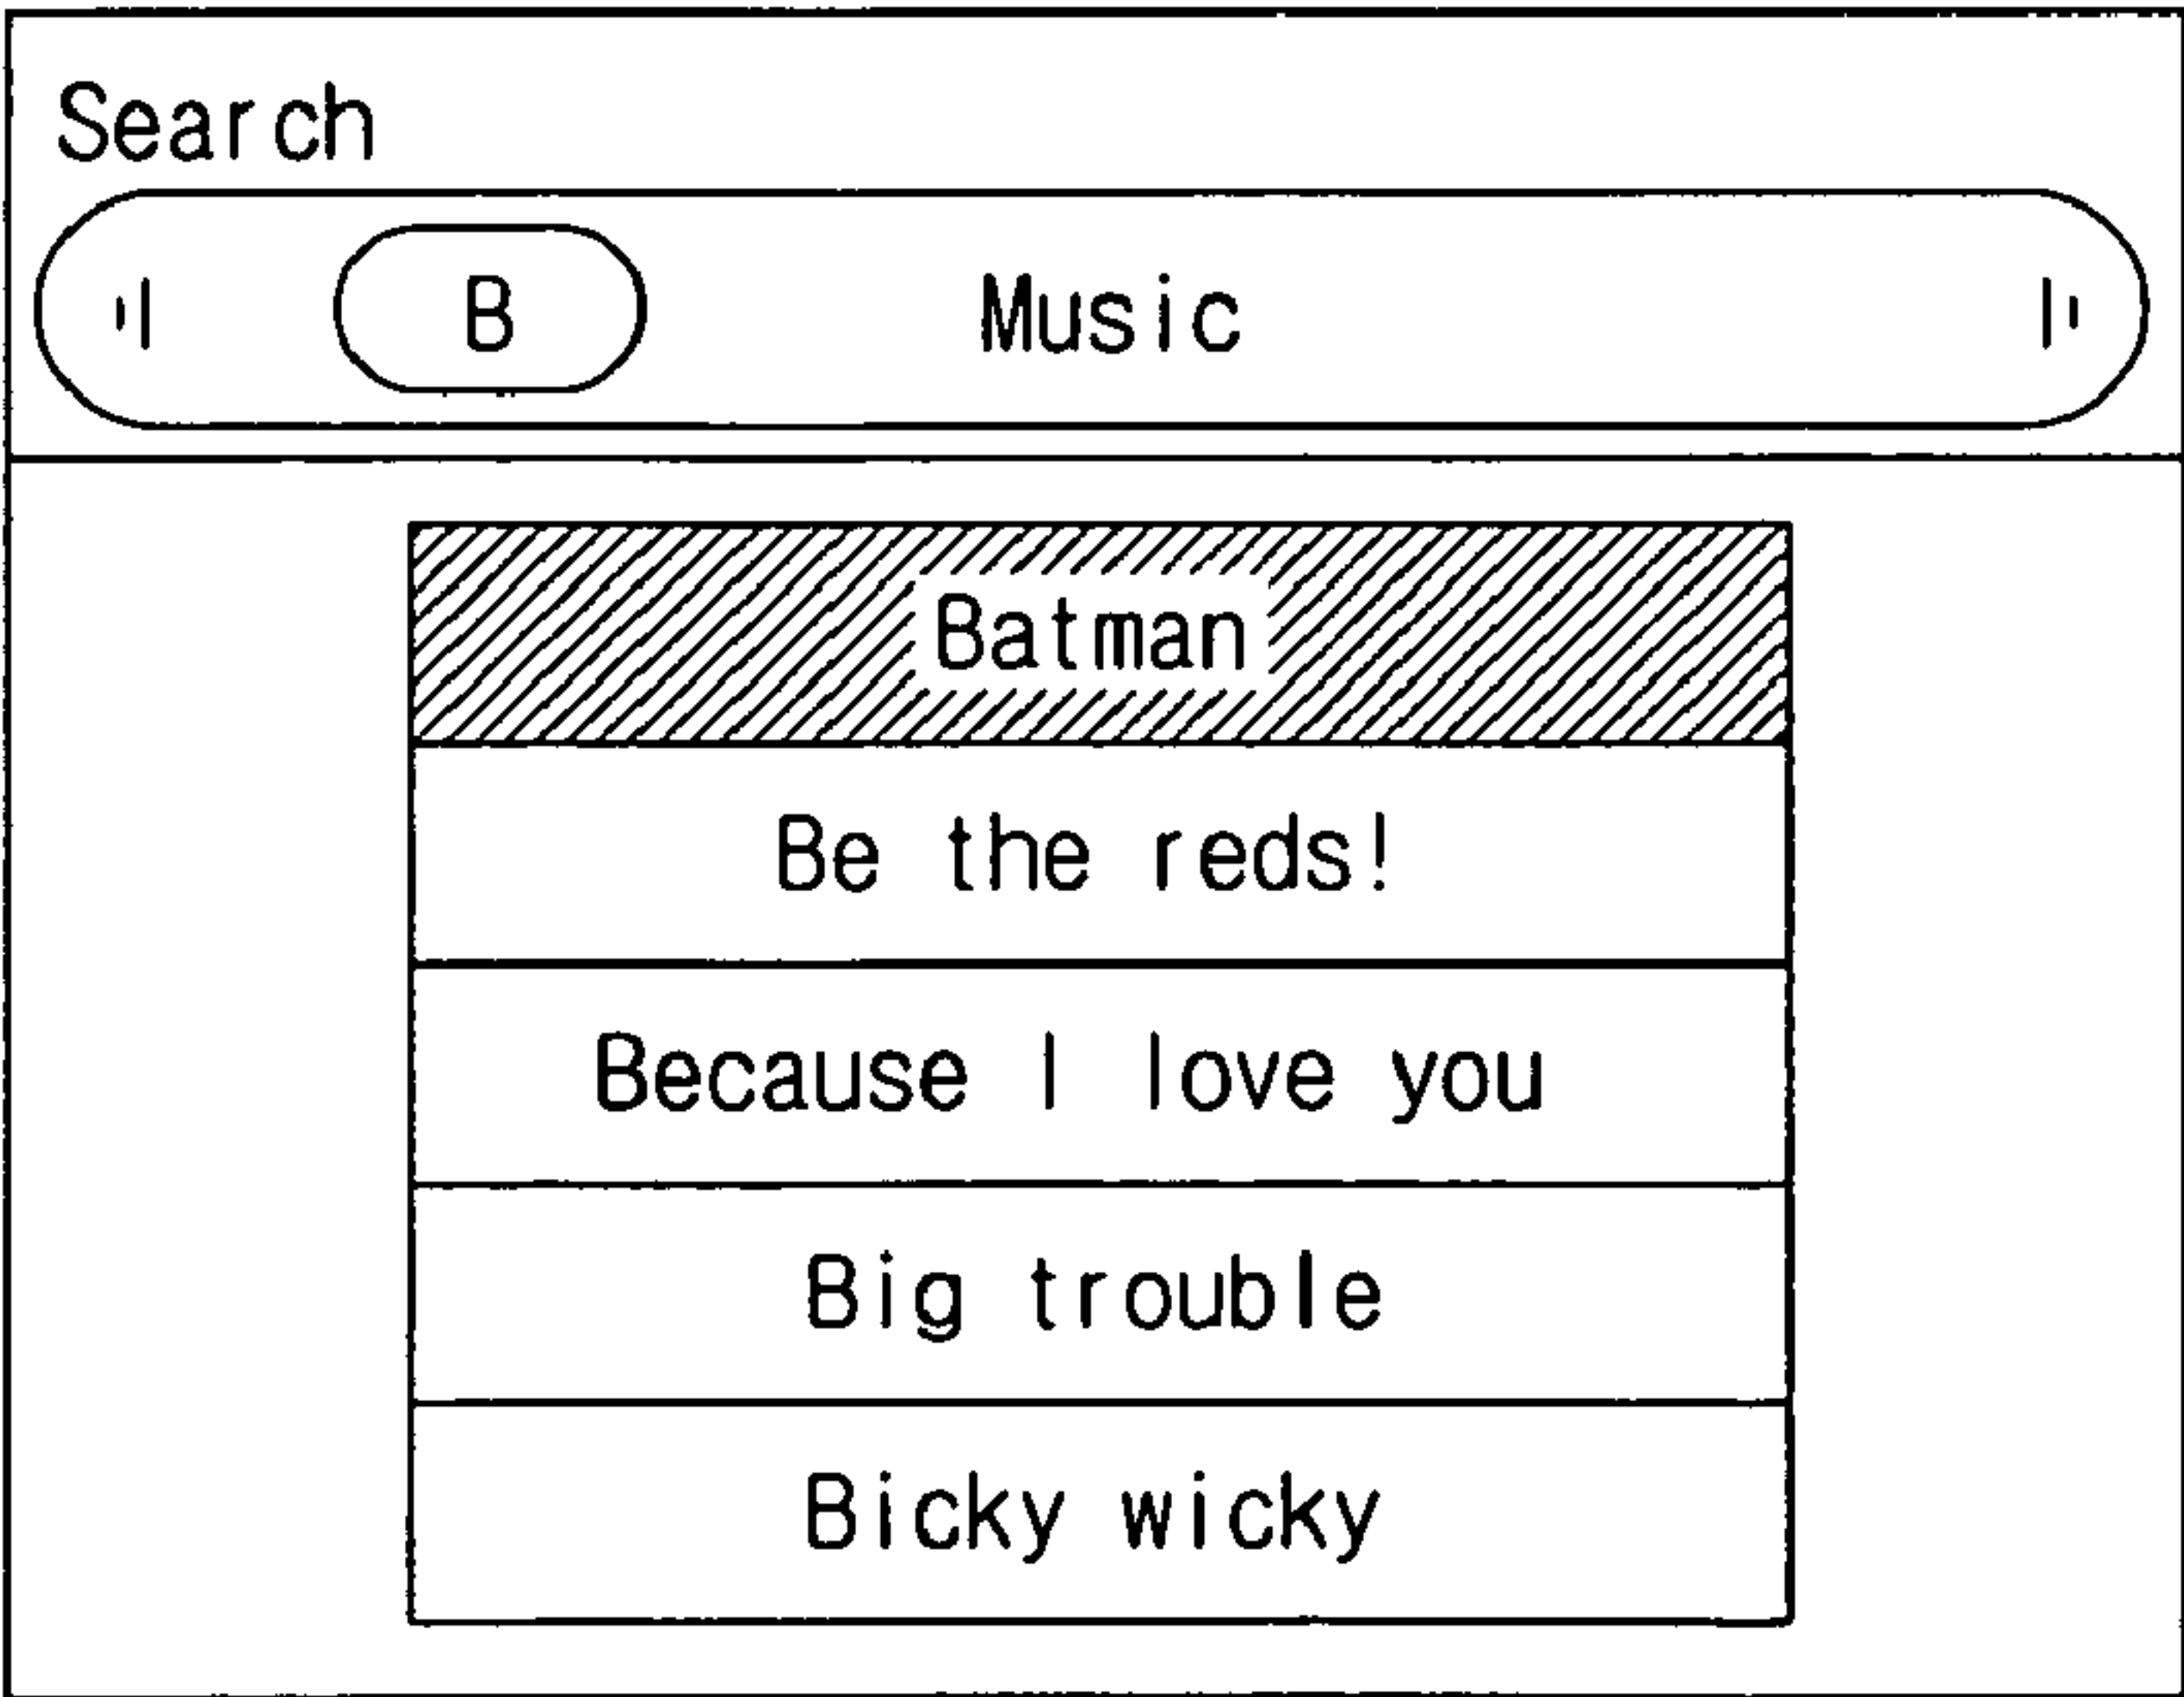 Search
B Music
Batman
Be the reds!
Because I love you
Big trouble
Bicky wicky